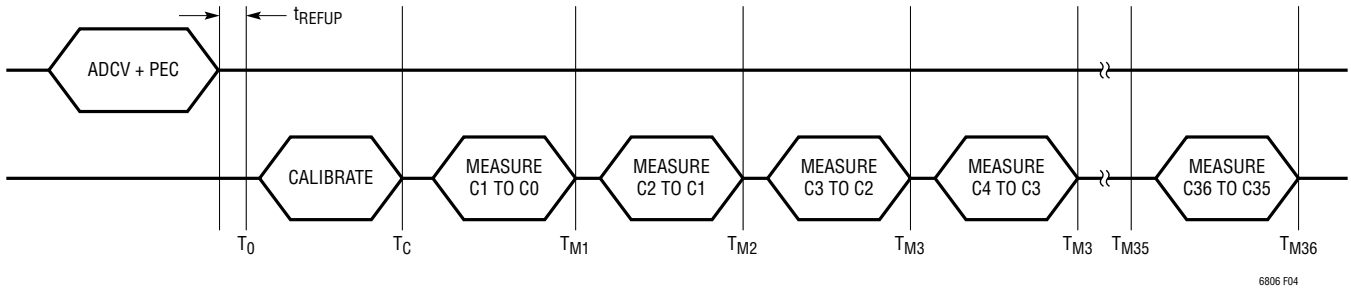 tREFUP
ADCV + PEC
CALIBRATE
MEASURE
C1 TO C0
MEASURE
C2 TO C1
MEASURE
C3 TO C2
MEASURE
C4 TO C3
MEASURE
C36 TO C35
T0
TC
TM1
TM2
TM3
TM3
TM35
TM36
6806 F04